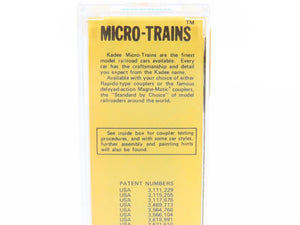 MICRO-TRAINS™
Kadee Micro-Trains are the finest
model railroad cars available. Every
car has the craftsmanship and detail
you expect from the Kadee name.
Available with your choice of either
Rapido-type couplers or the famous
delayed-action Magne-Matic® couplers,
the "Standard by Choice" of model
railroaders around the world.
See inside box for coupler testing
procedures, and with some car styles,
further assembly and painting hints
will also be found.
PATENT NUMBERS
USA 3,111,229
USA 3,115,255
USA 3,117,676
USA 3,469,713
USA 3,564,760
USA 3,566,104
USA 3,619,991